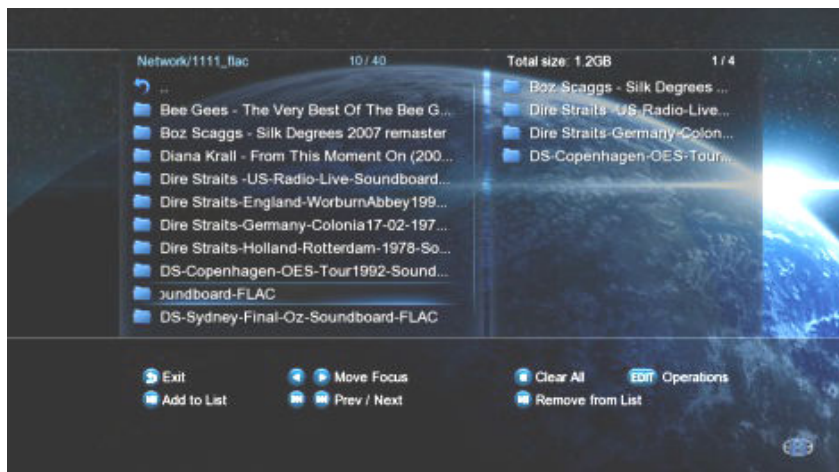 Network/1111_flac 10 / 40
..
Bee Gees - The Very Best Of The Bee G...
Boz Scaggs - Silk Degrees 2007 remaster
Diana Krall - From This Moment On (200...
Dire Straits -US-Radio-Live-Soundboard...
Dire Straits-England-WorburnAbbey199...
Dire Straits-Germany-Colonia17-02-197...
Dire Straits-Holland-Rotterdam-1978-So...
DS-Copenhagen-OES-Tour1992-Sound...
oundboard-FLAC
DS-Sydney-Final-Oz-Soundboard-FLAC
Total size: 1.2GB 1 / 4
Boz Scaggs - Silk Degrees ...
Dire Straits -US-Radio-Live...
Dire Straits-Germany-Colon...
DS-Copenhagen-OES-Tour...
Exit Move Focus Clear All EDIT Operations
Add to List Prev / Next Remove from List